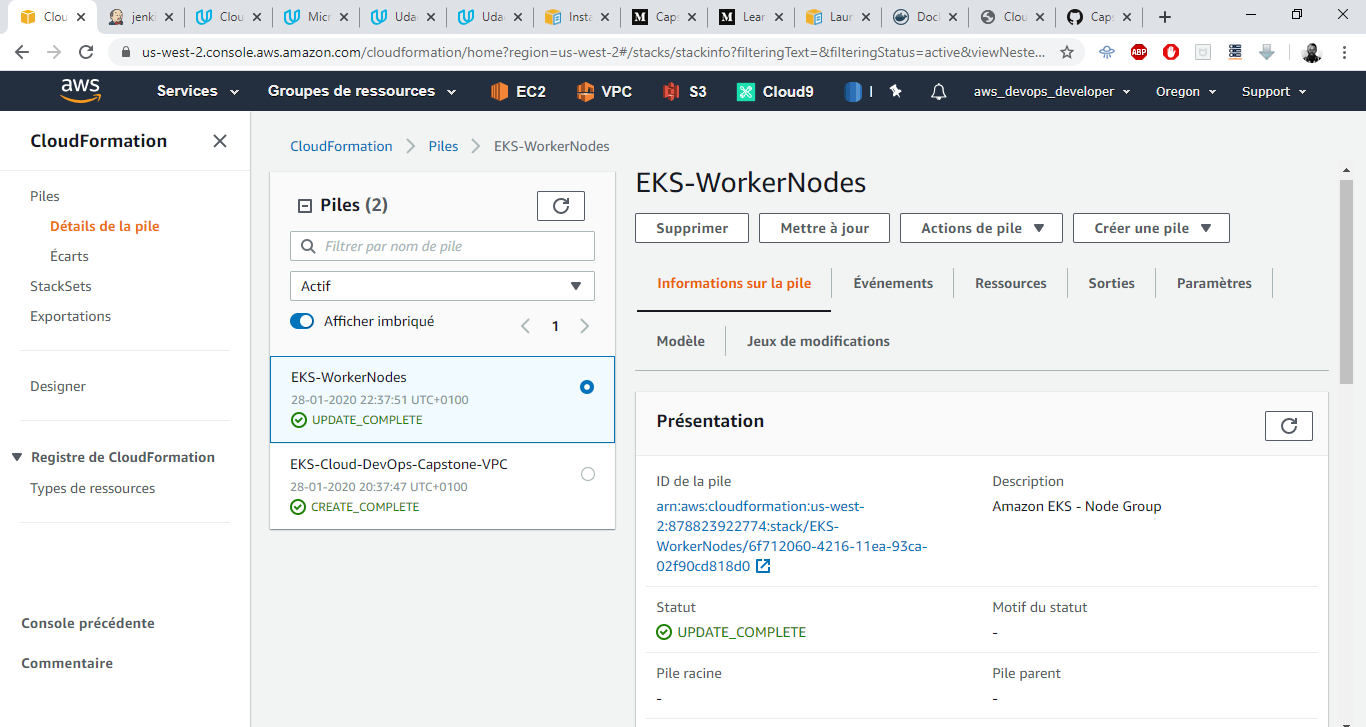 Clou
jenki
Clou
Micr
Uda
Uda
Insta
Caps
Lear
Laun
Docl
Clou
Cap
us-west-2.console.aws.amazon.com/cloudformation/home?region=us-west-2#/stacks/stackinfo?filteringText=&filteringStatus=active&viewNeste...
ABP
aws Services Groupes de ressources EC2 VPC S3 Cloud9 I aws_devops_developer Oregon Support
CloudFormation
Piles
Détails de la pile
Écarts
StackSets
Exportations
Designer
Registre de CloudFormation
Types de ressources
Console précédente
Commentaire
CloudFormation Piles EKS-WorkerNodes
Piles (2)
Filtrer par nom de pile
Actif
Afficher imbriqué 1
EKS-WorkerNodes
28-01-2020 22:37:51 UTC+0100
UPDATE_COMPLETE
EKS-Cloud-DevOps-Capstone-VPC
28-01-2020 20:37:47 UTC+0100
CREATE_COMPLETE
EKS-WorkerNodes
Supprimer Mettre à jour Actions de pile Créer une pile
Informations sur la pile Événements Ressources Sorties Paramètres
Modèle Jeux de modifications
Présentation
ID de la pile
arn:aws:cloudformation:us-west-
2:878823922774:stack/EKS-
WorkerNodes/6f712060-4216-11ea-93ca-
02f90cd818d0
Description
Amazon EKS - Node Group
Statut
UPDATE_COMPLETE
Motif du statut
-
Pile racine
-
Pile parent
-